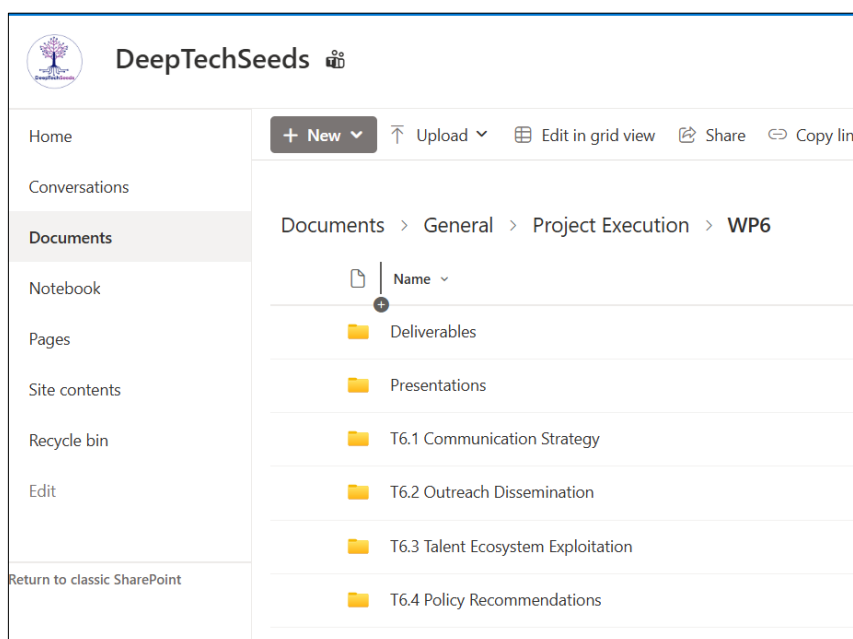 DeepTechSeeds
DeepTechSeeds
Home
Conversations
Documents
Notebook
Pages
Site contents
Recycle bin
Edit
Return to classic SharePoint
+ New
Upload
Edit in grid view
Share
Copy lin
Documents > General > Project Execution > WP6
Name
Deliverables
Presentations
T6.1 Communication Strategy
T6.2 Outreach Dissemination
T6.3 Talent Ecosystem Exploitation
T6.4 Policy Recommendations